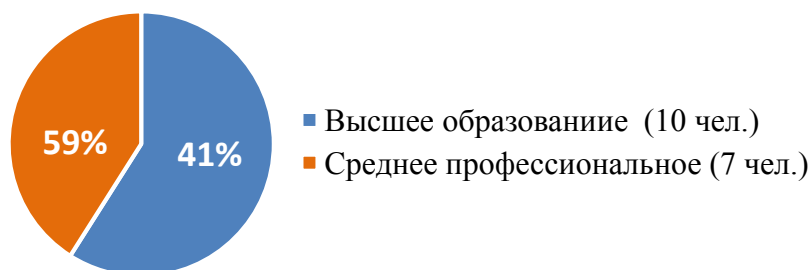 59%
41%
Высшее образованиие (10 чел.)
Среднее профессиональное (7 чел.)